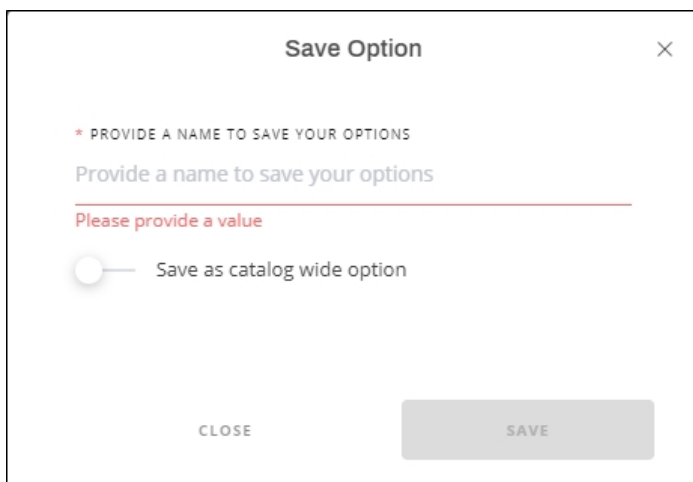 Save Option
* PROVIDE A NAME TO SAVE YOUR OPTIONS
Provide a name to save your options
Please provide a value
Save as catalog wide option
CLOSE
SAVE